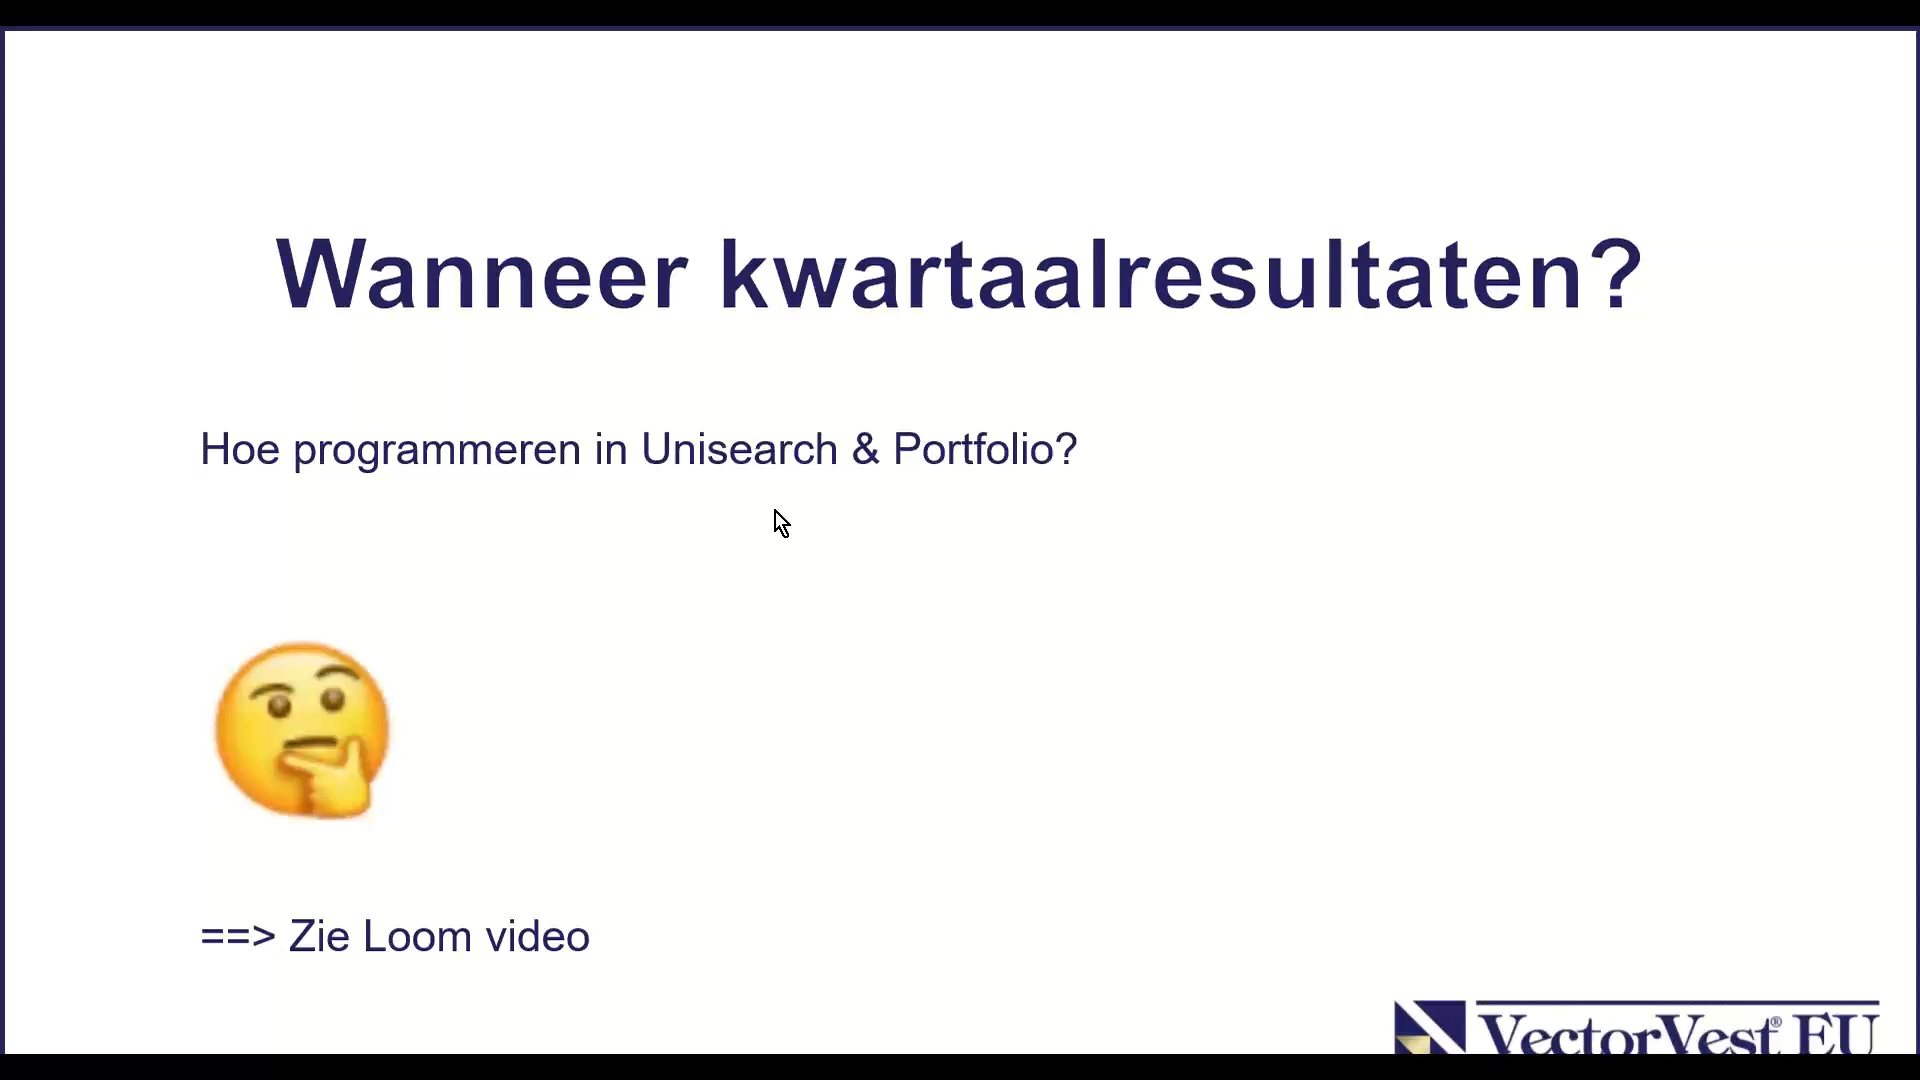 Wanneer kwartaalresultaten?
Hoe programmeren in Unisearch & Portfolio?
==> Zie Loom video
VectorVest® EU